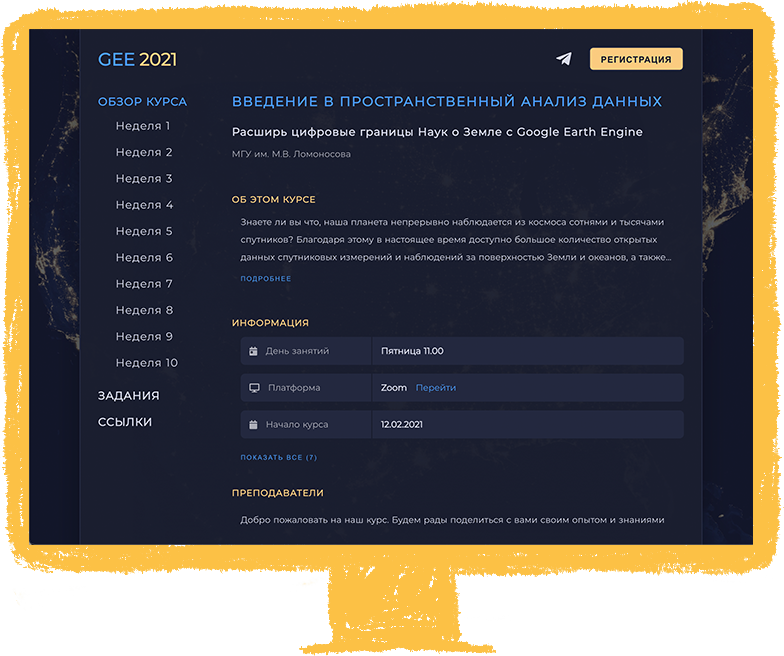 GEE 2021
РЕГИСТРАЦИЯ
ОБЗОР КУРСА
Неделя 1
Неделя 2
Неделя 3
Неделя 4
Неделя 5
Неделя 6
Неделя 7
Неделя 8
Неделя 9
Неделя 10
ЗАДАНИЯ
ССЫЛКИ
ВВЕДЕНИЕ В ПРОСТРАНСТВЕННЫЙ АНАЛИЗ ДАННЫХ
Расширь цифровые границы Наук о Земле с Google Earth Engine
МГУ им. М.В. Ломоносова
ОБ ЭТОМ КУРСЕ
Знаете ли вы что, наша планета непрерывно наблюдается из космоса сотнями и тысячами
спутников? Благодаря этому в настоящее время доступно большое количество открытых
данных спутниковых измерений и наблюдений за поверхностью Земли и океанов, а также...
ПОДРОБНЕЕ
ИНФОРМАЦИЯ
День занятий Пятница 11.00
Платформа Zoom Перейти
Начало курса 12.02.2021
ПОКАЗАТЬ ВСЕ (7)
ПРЕПОДАВАТЕЛИ
Добро пожаловать на наш курс. Будем рады поделиться с вами своим опытом и знаниями